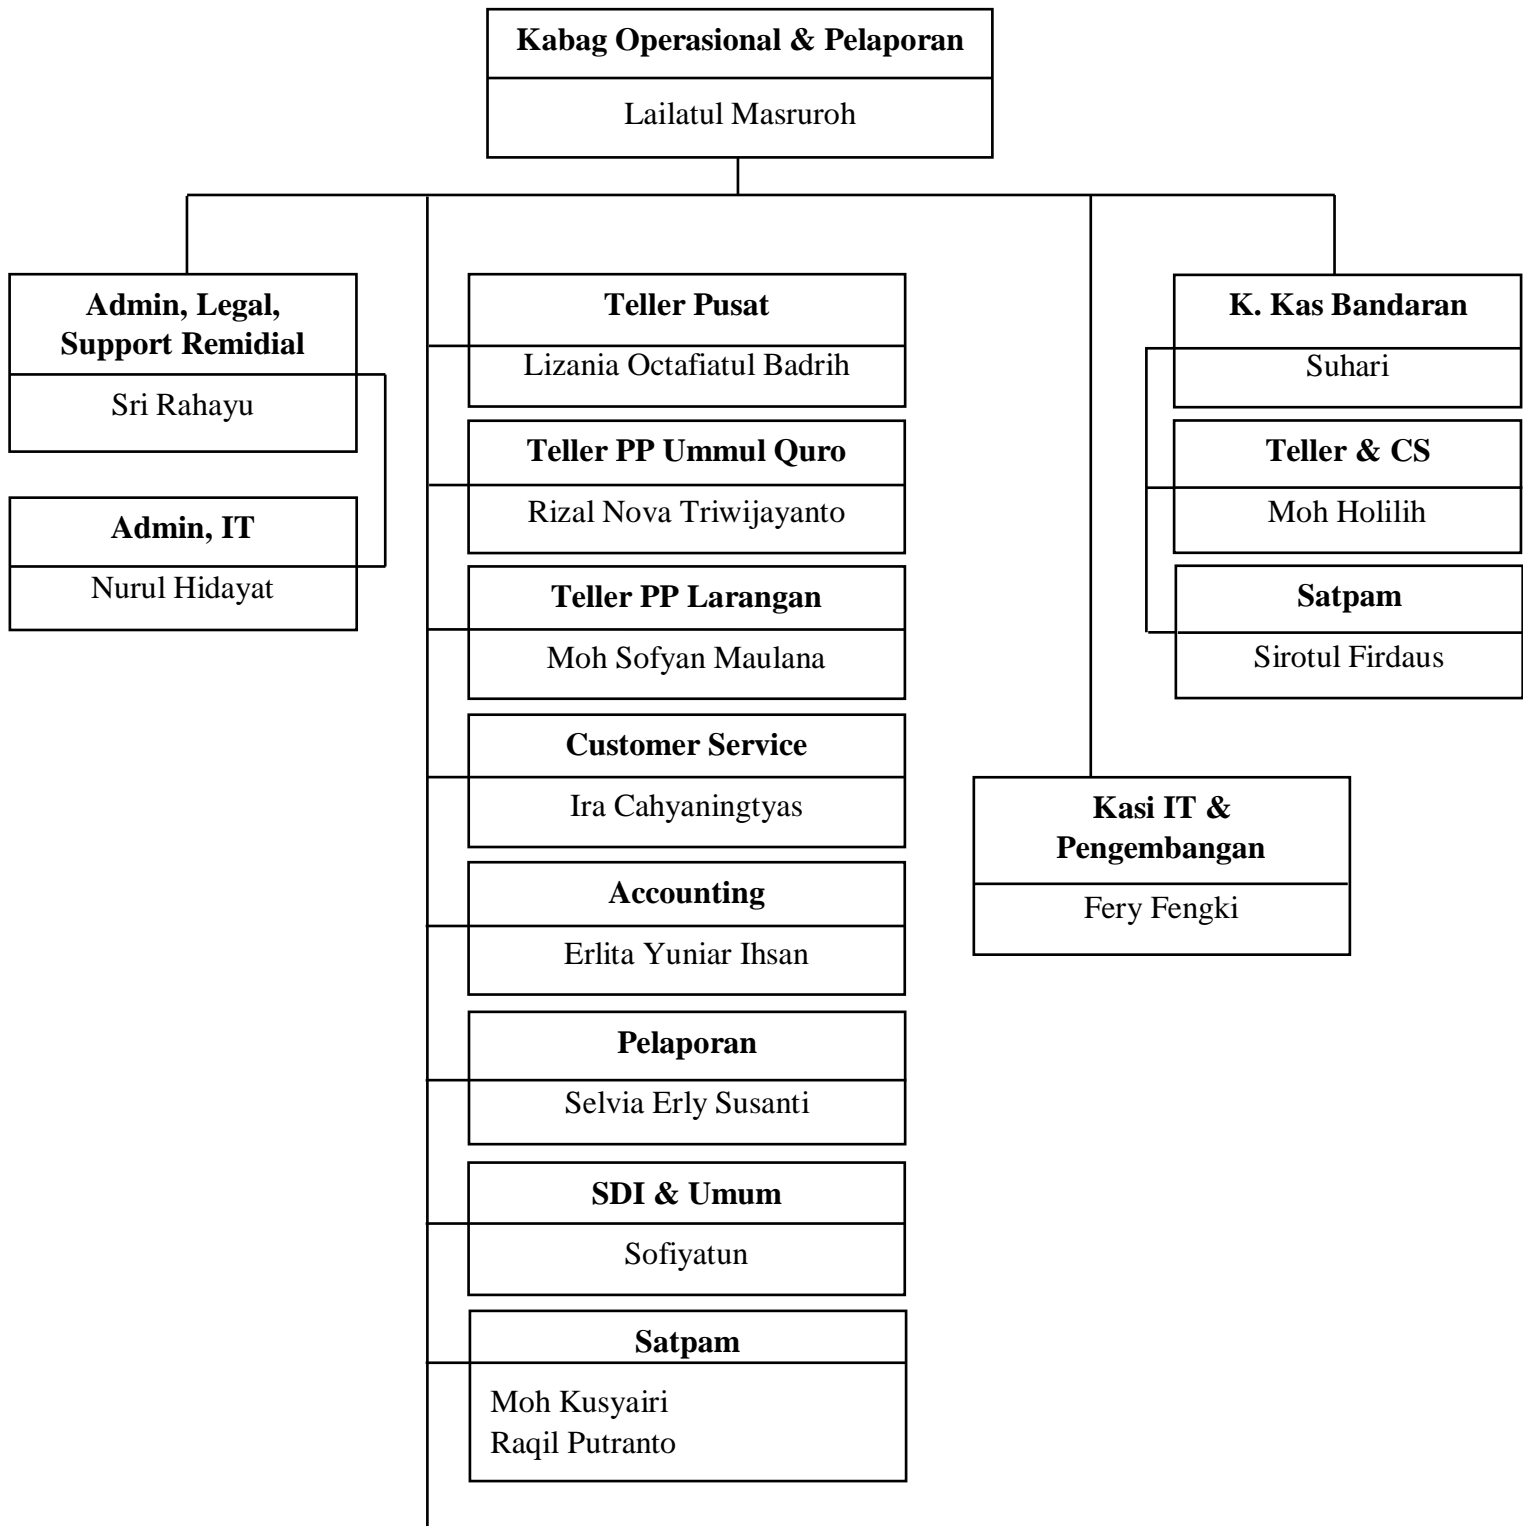 Kabag Operasional & Pelaporan
Lailatul Masruroh
Admin, Legal,
Support Remidial
Sri Rahayu
Admin, IT
Nurul Hidayat
Teller Pusat
Lizania Octafiatul Badrih
Teller PP Ummul Quro
Rizal Nova Triwijayanto
Teller PP Larangan
Moh Sofyan Maulana
Customer Service
Ira Cahyaningtyas
Accounting
Erlita Yuniar Ihsan
Pelaporan
Selvia Erly Susanti
SDI & Umum
Sofiyatun
Satpam
Moh Kusyairi
Raqil Putranto
Kasi IT &
Pengembangan
Fery Fengki
K. Kas Bandaran
Suhari
Teller & CS
Moh Holilih
Satpam
Sirotul Firdaus